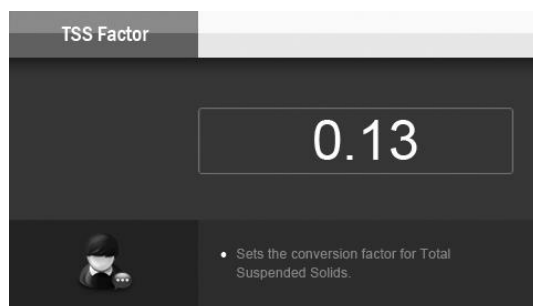 TSS Factor
0.13
Sets the conversion factor for Total
Suspended Solids.